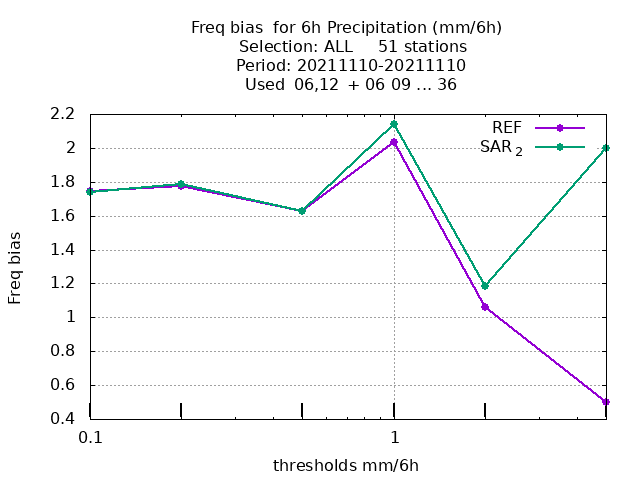 Freq bias  for 6h Precipitation (mm/6h)
Selection: ALL     51 stations
Period: 20211110-20211110
Used  06,12  + 06 09 ... 36
REF
SAR 2
2.2
2
1.8
1.6
1.4
1.2
1
0.8
0.6
0.4
Freq bias
0.1
1
thresholds mm/6h